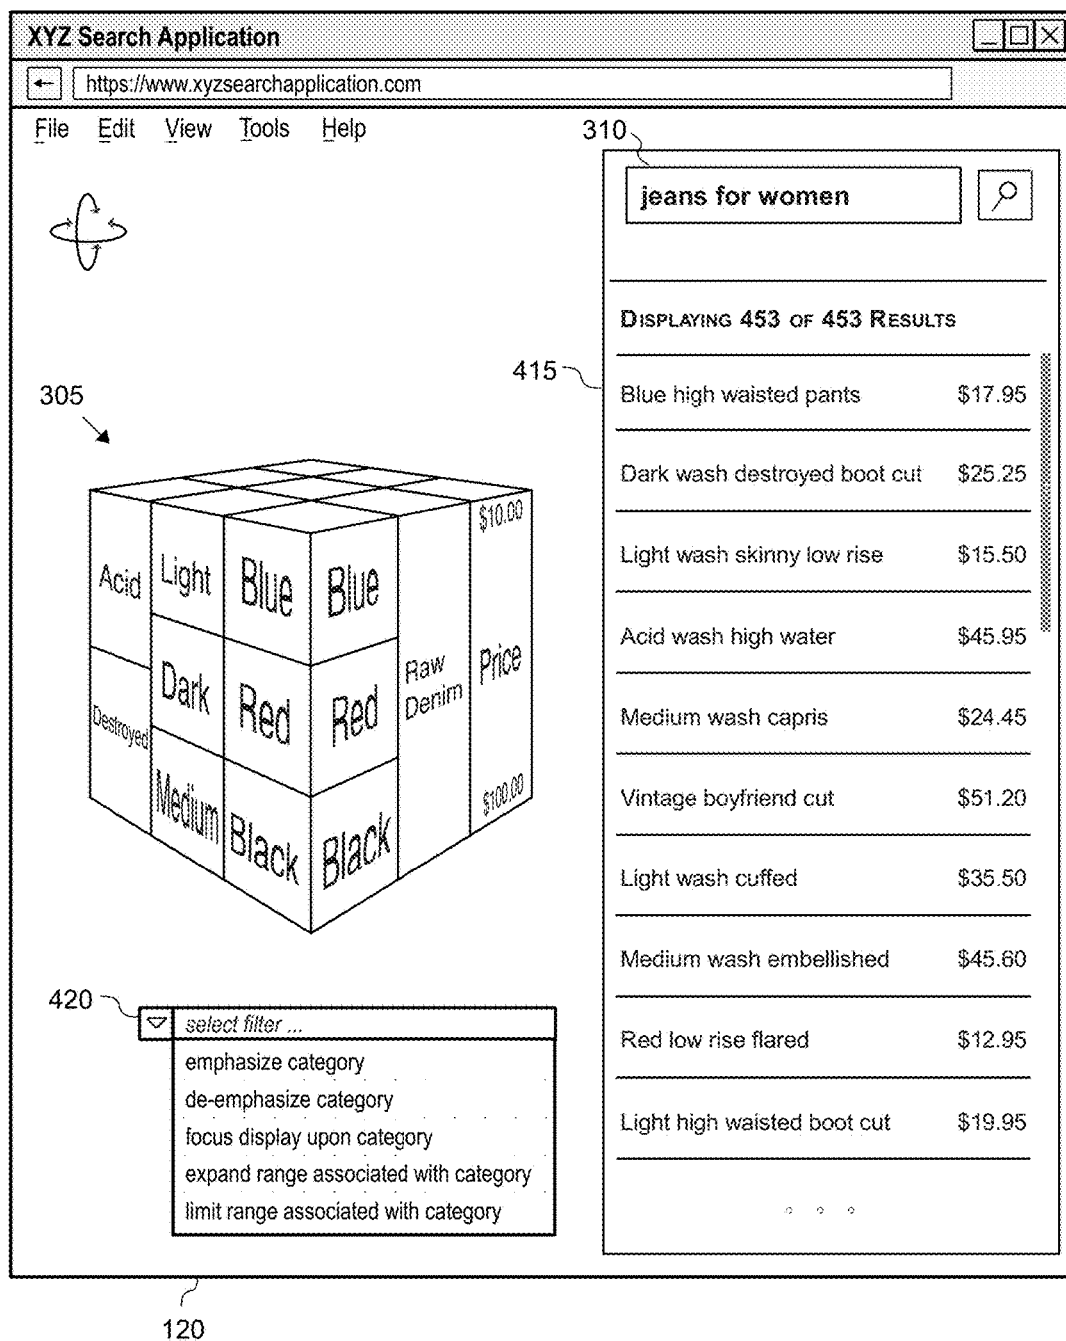 XYZ Search Application
https://www.xyzsearchapplication.com
File Edit View Tools Help
310
jeans for women
DISPLAYING 453 OF 453 RESULTS
415
Blue high waisted pants $17.95
Dark wash destroyed boot cut $25.25
Light wash skinny low rise $15.50
Acid wash high water $45.95
Medium wash capris $24.45
Vintage boyfriend cut $51.20
Light wash cuffed $35.50
Medium wash embellished $45.60
Red low rise flared $12.95
Light high waisted boot cut $19.95
305
Acid
Destroyed
Light
Dark
Medium
Blue
Red
Black
Blue
Red
Black
Raw
Denim
$10.00
Price
$100.00
420
select filter ...
emphasize category
de-emphasize category
focus display upon category
expand range associated with category
limit range associated with category
120